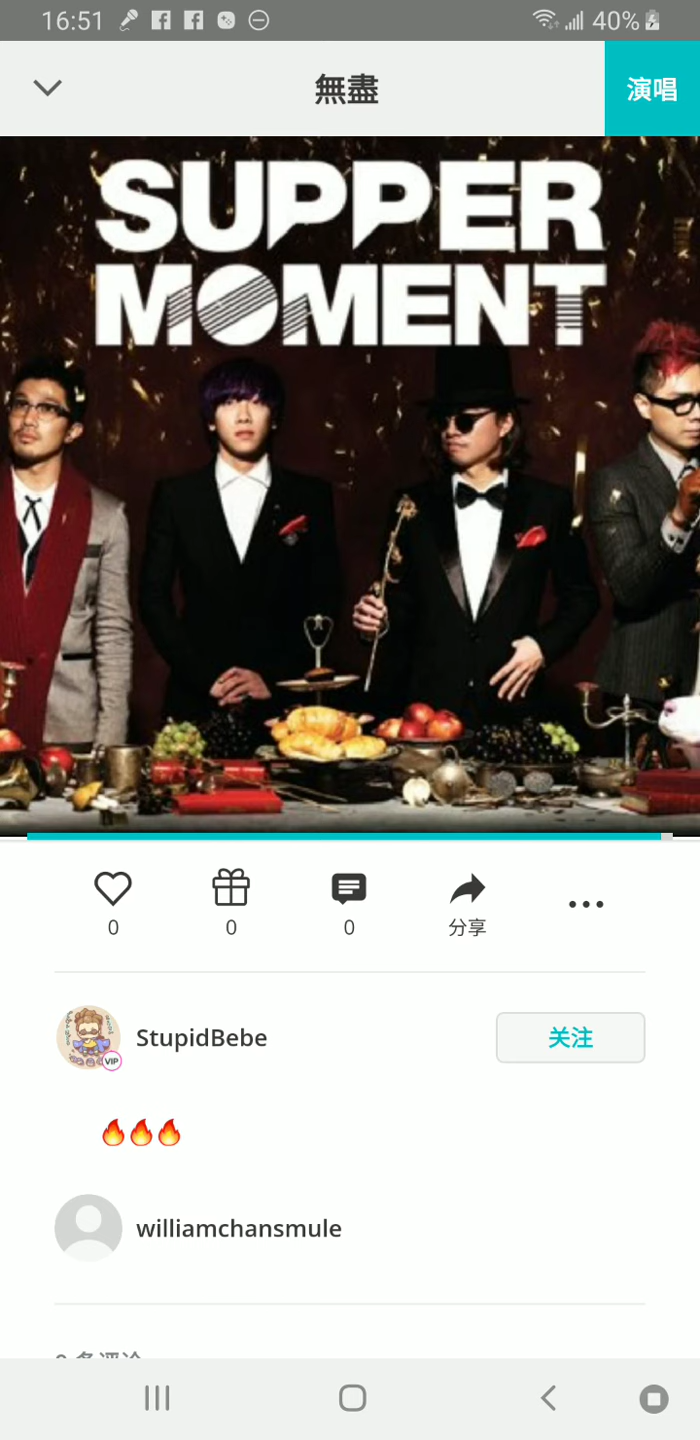 16:51
40%
無盡
演唱
SUPPER
MOMENT
0
0
0
分享
StupidBebe
VIP
关注
🔥🔥🔥
williamchansmule